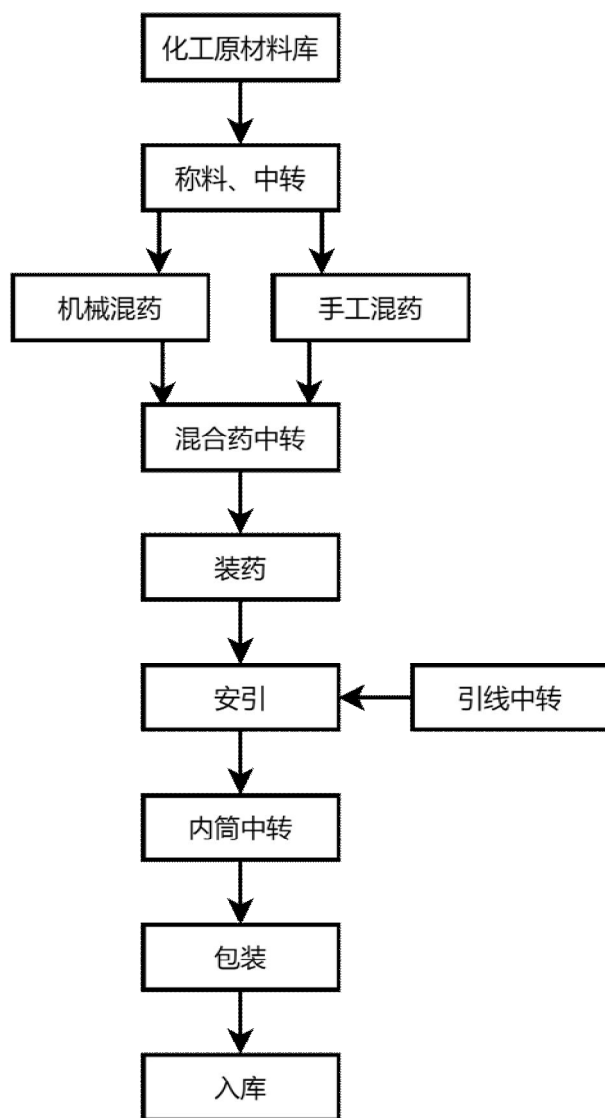 化工原材料库
称料、中转
机械混药
手工混药
混合药中转
装药
安引
引线中转
内筒中转
包装
入库